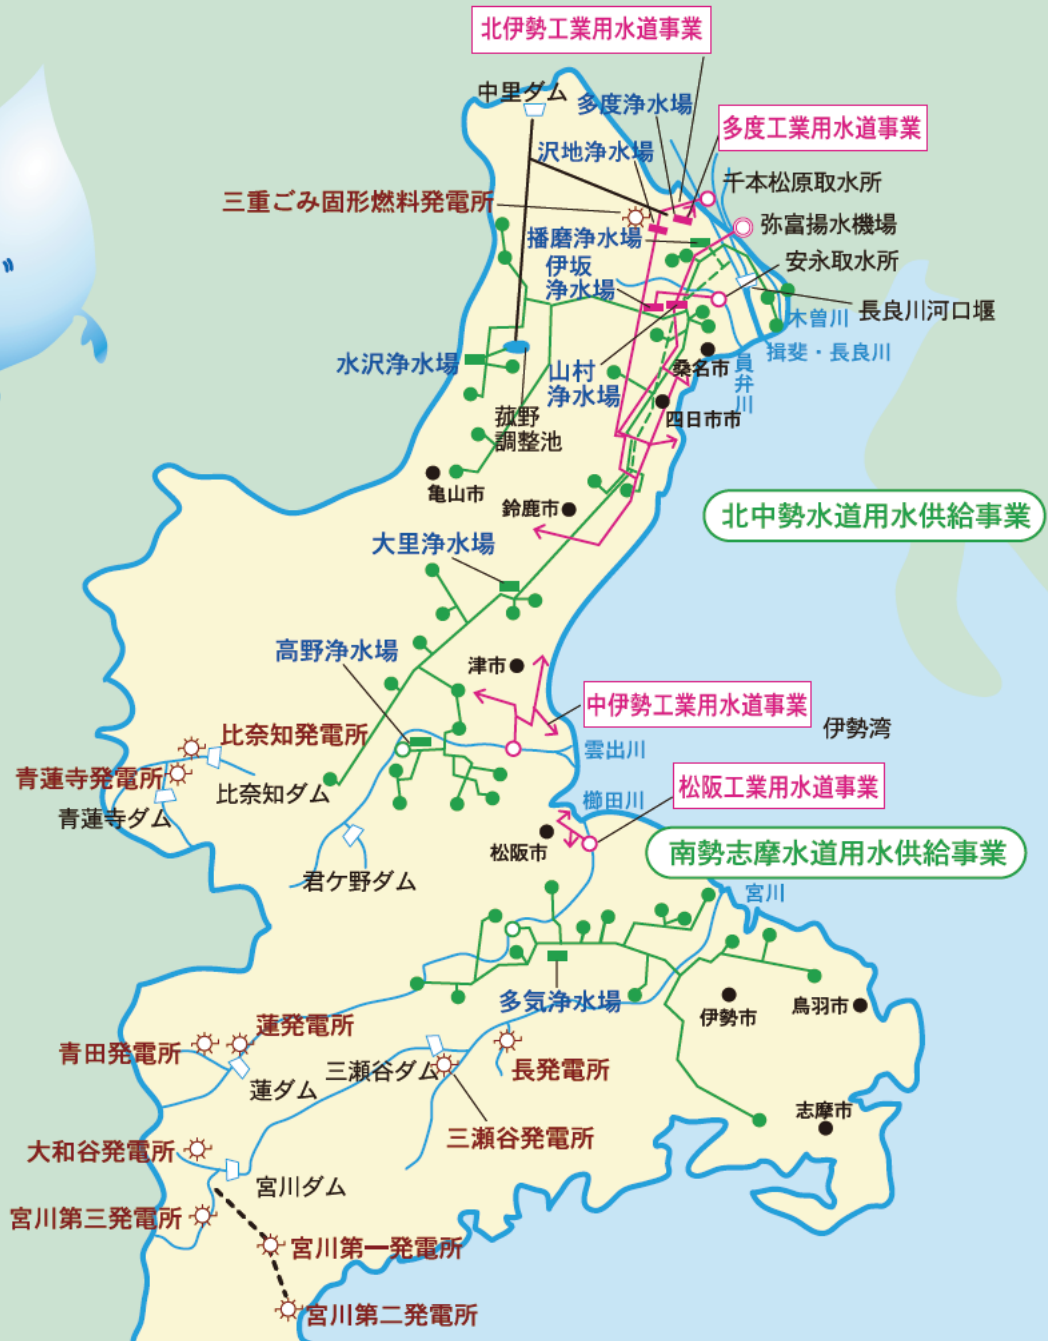 北伊勢工業用水道事業
中里ダム
多度浄水場
多度工業用水道事業
沢地浄水場
千本松原取水所
三重ごみ固形燃料発電所
弥富揚水機場
播磨浄水場
安永取水所
伊坂
浄水場
長良川河口堰
木曽川
揖斐・長良川
水沢浄水場
山村
浄水場
桑名市
員弁川
菰野
調整池
四日市市
亀山市
鈴鹿市
北中勢水道用水供給事業
大里浄水場
高野浄水場
津市
中伊勢工業用水道事業
伊勢湾
比奈知発電所
雲出川
青蓮寺発電所
比奈知ダム
松阪工業用水道事業
櫛田川
青蓮寺ダム
松阪市
南勢志摩水道用水供給事業
君ケ野ダム
宮川
多気浄水場
伊勢市
鳥羽市
蓮発電所
青田発電所
三瀬谷ダム
長発電所
蓮ダム
志摩市
三瀬谷発電所
大和谷発電所
宮川ダム
宮川第三発電所
宮川第一発電所
宮川第二発電所
”